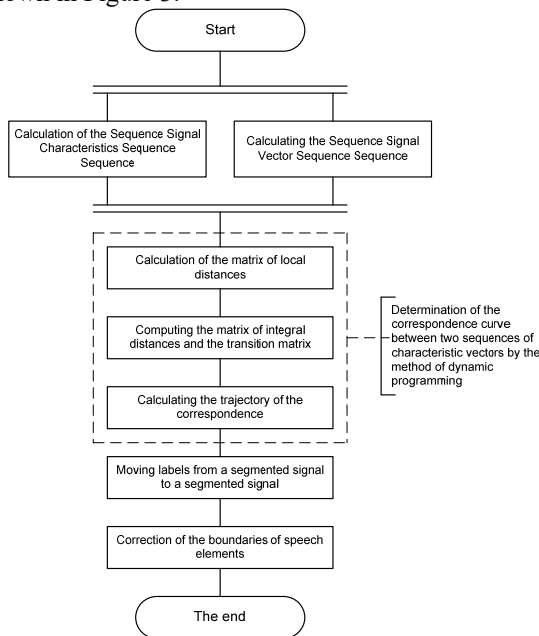 Start
Calculation of the Sequence Signal
Characteristics Sequence
Sequence
Calculating the Sequence Signal
Vector Sequence Sequence
Calculation of the matrix of local
distances
Computing the matrix of integral
distances and the transition matrix
Calculating the trajectory of the
correspondence
Determination of the
correspondence curve
between two sequences of
characteristic vectors by the
method of dynamic
programming
Moving labels from a segmented signal
to a segmented signal
Correction of the boundaries of speech
elements
The end